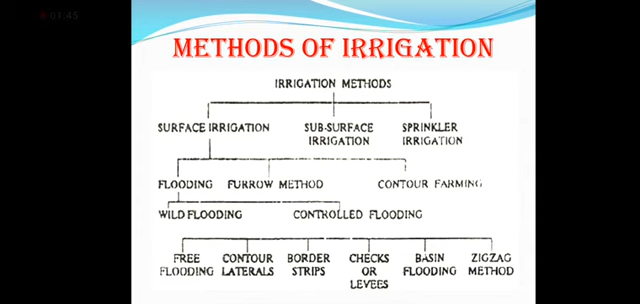 01:45
METHODS OF IRRIGATION
IRRIGATION METHODS
SURFACE IRRIGATION
SUB-SURFACE
IRRIGATION
SPRINKLER
IRRIGATION
FLOODING
FURROW METHOD
CONTOUR FARMING
WILD FLOODING
CONTROLLED FLOODING
FREE
FLOODING
CONTOUR
LATERALS
BORDER
STRIPS
CHECKS
OR
LEVEES
BASIN
FLOODING
ZIGZAG
METHOD